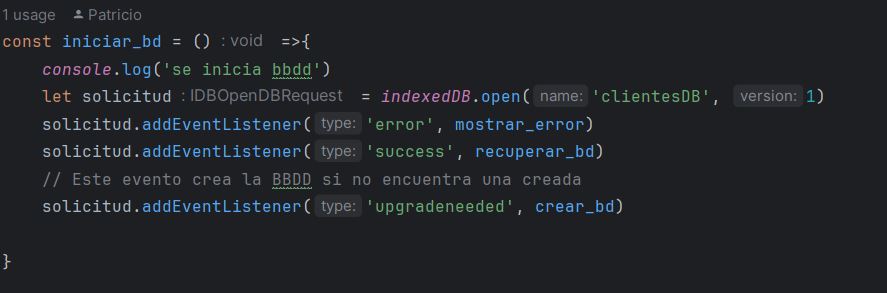 1 usage Patricio
const iniciar_bd = () : void =>{
console.log('se inicia bbdd')
let solicitud : IDBOpenDBRequest = indexedDB.open( name: 'clientesDB', version: 1)
solicitud.addEventListener( type: 'error', mostrar_error)
solicitud.addEventListener( type: 'success', recuperar_bd)
// Este evento crea la BBDD si no encuentra una creada
solicitud.addEventListener( type: 'upgradeneeded', crear_bd)
}